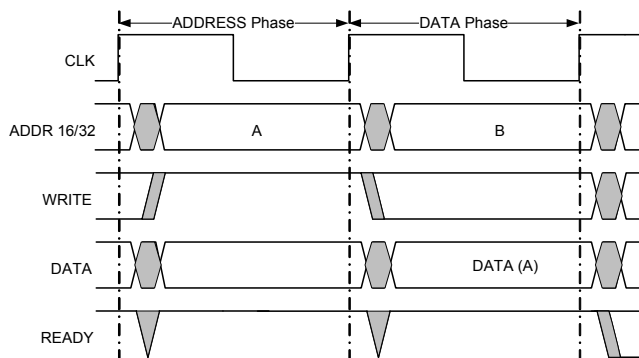 ADDRESS Phase DATA Phase
CLK
ADDR 16/32 A B
WRITE
DATA DATA (A)
READY